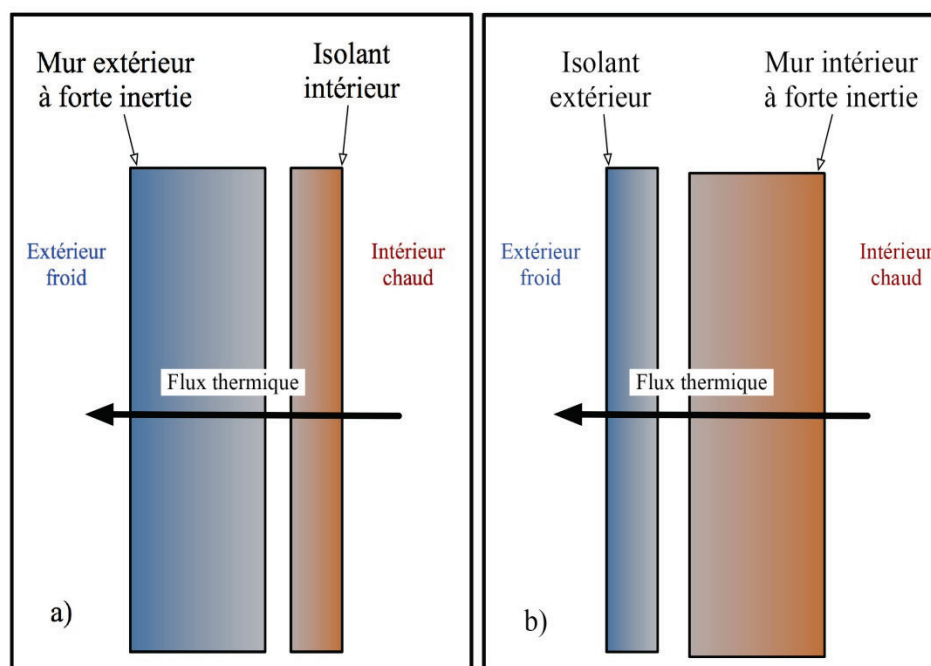 Mur extérieur
à forte inertie
Isolant
intérieur
Extérieur
froid
Intérieur
chaud
Flux thermique
a)
Isolant
extérieur
Mur intérieur
à forte inertie
Extérieur
froid
Intérieur
chaud
Flux thermique
b)